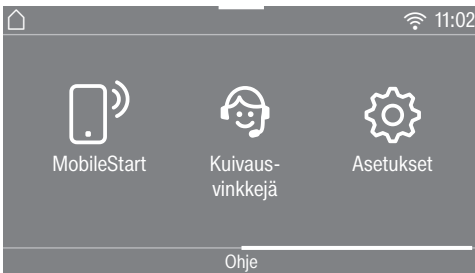 11:02
MobileStart
Kuivaus-
vinkkejä
Asetukset
Ohje